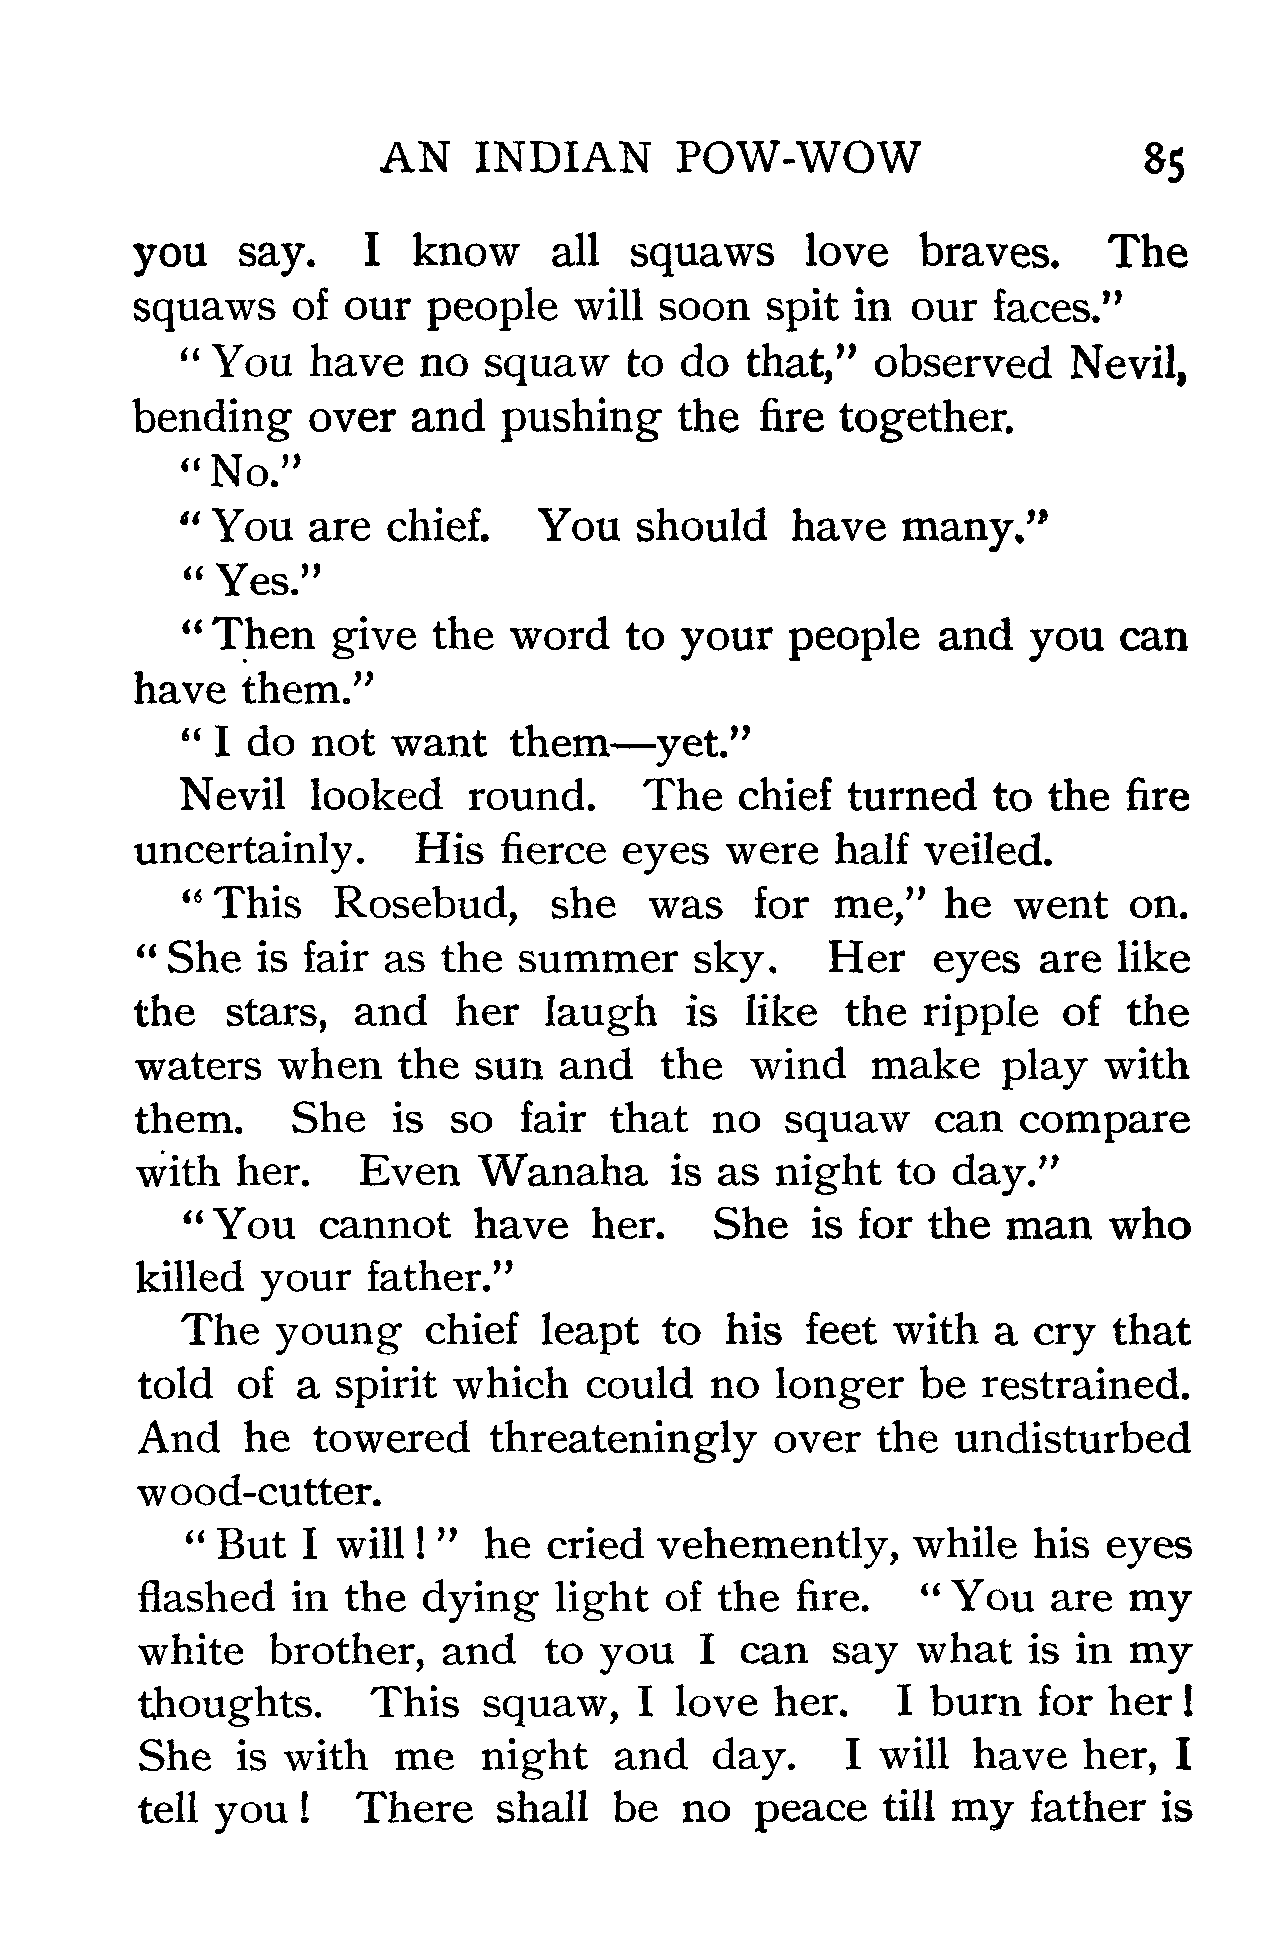 AN INDIAN POW-WOW 85
you say. I know all squaws love braves. The
squaws of our people will soon spit in our faces."
"You have no squaw to do that," observed Nevil,
bending over and pushing the fire together.
"No."
"You are chief. You should have many."
"Yes."
"Then give the word to your people and you can
have them."
"I do not want them—yet."
Nevil looked round. The chief turned to the fire
uncertainly. His fierce eyes were half veiled.
"This Rosebud, she was for me," he went on.
"She is fair as the summer sky. Her eyes are like
the stars, and her laugh is like the ripple of the
waters when the sun and the wind make play with
them. She is so fair that no squaw can compare
with her. Even Wanaha is as night to day."
"You cannot have her. She is for the man who
killed your father."
The young chief leapt to his feet with a cry that
told of a spirit which could no longer be restrained.
And he towered threateningly over the undisturbed
wood-cutter.
"But I will!" he cried vehemently, while his eyes
flashed in the dying light of the fire. "You are my
white brother, and to you I can say what is in my
thoughts. This squaw, I love her. I burn for her!
She is with me night and day. I will have her, I
tell you! There shall be no peace till my father is